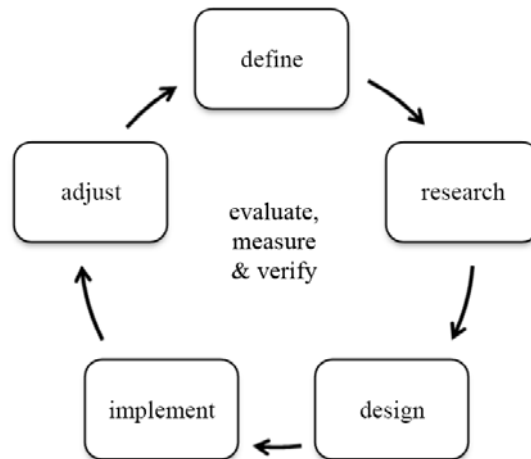 define
research
design
implement
adjust
evaluate,
measure
& verify